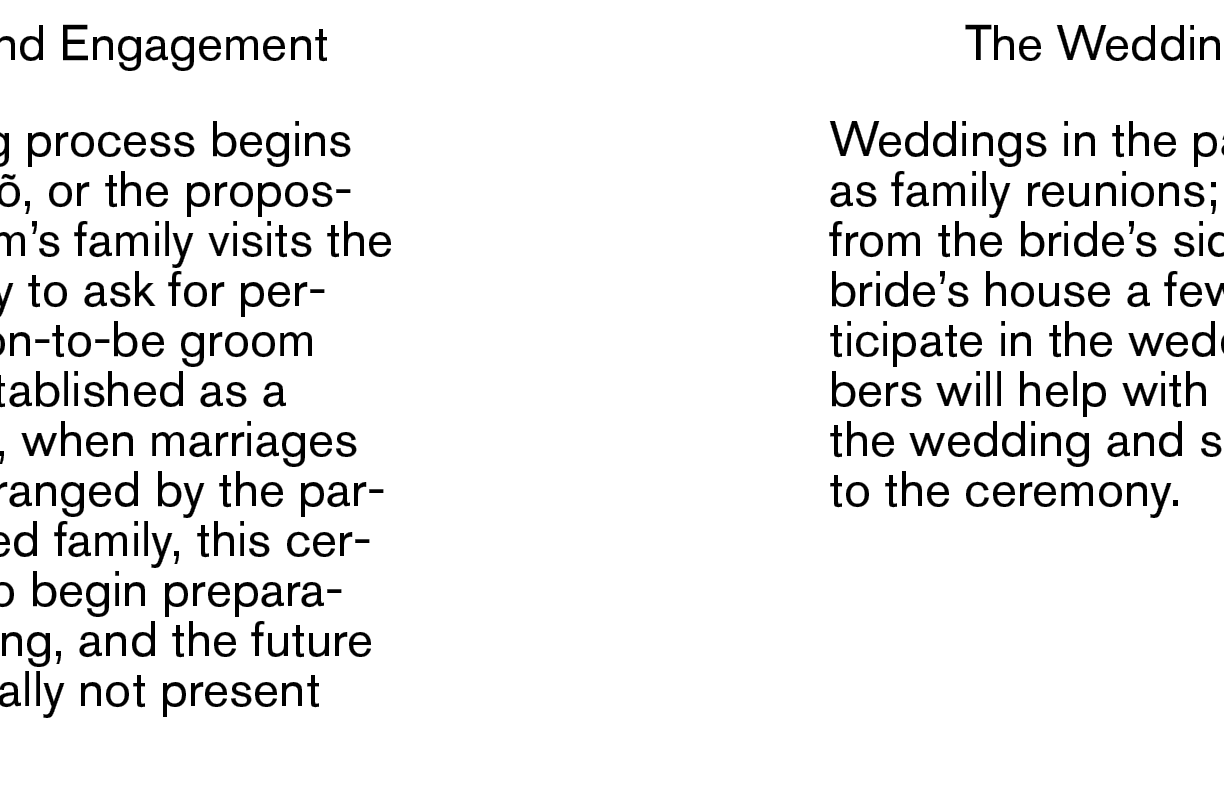 nd Engagement
g process begins
õ, or the propos-
m’s family visits the
y to ask for per-
on-to-be groom
tablished as a
, when marriages
ranged by the par-
ed family, this cer-
o begin prepara-
ng, and the future
ally not present
The Weddin
Weddings in the pa
as family reunions;
from the bride’s sid
bride’s house a few
ticipate in the wedd
bers will help with
the wedding and s
to the ceremony.